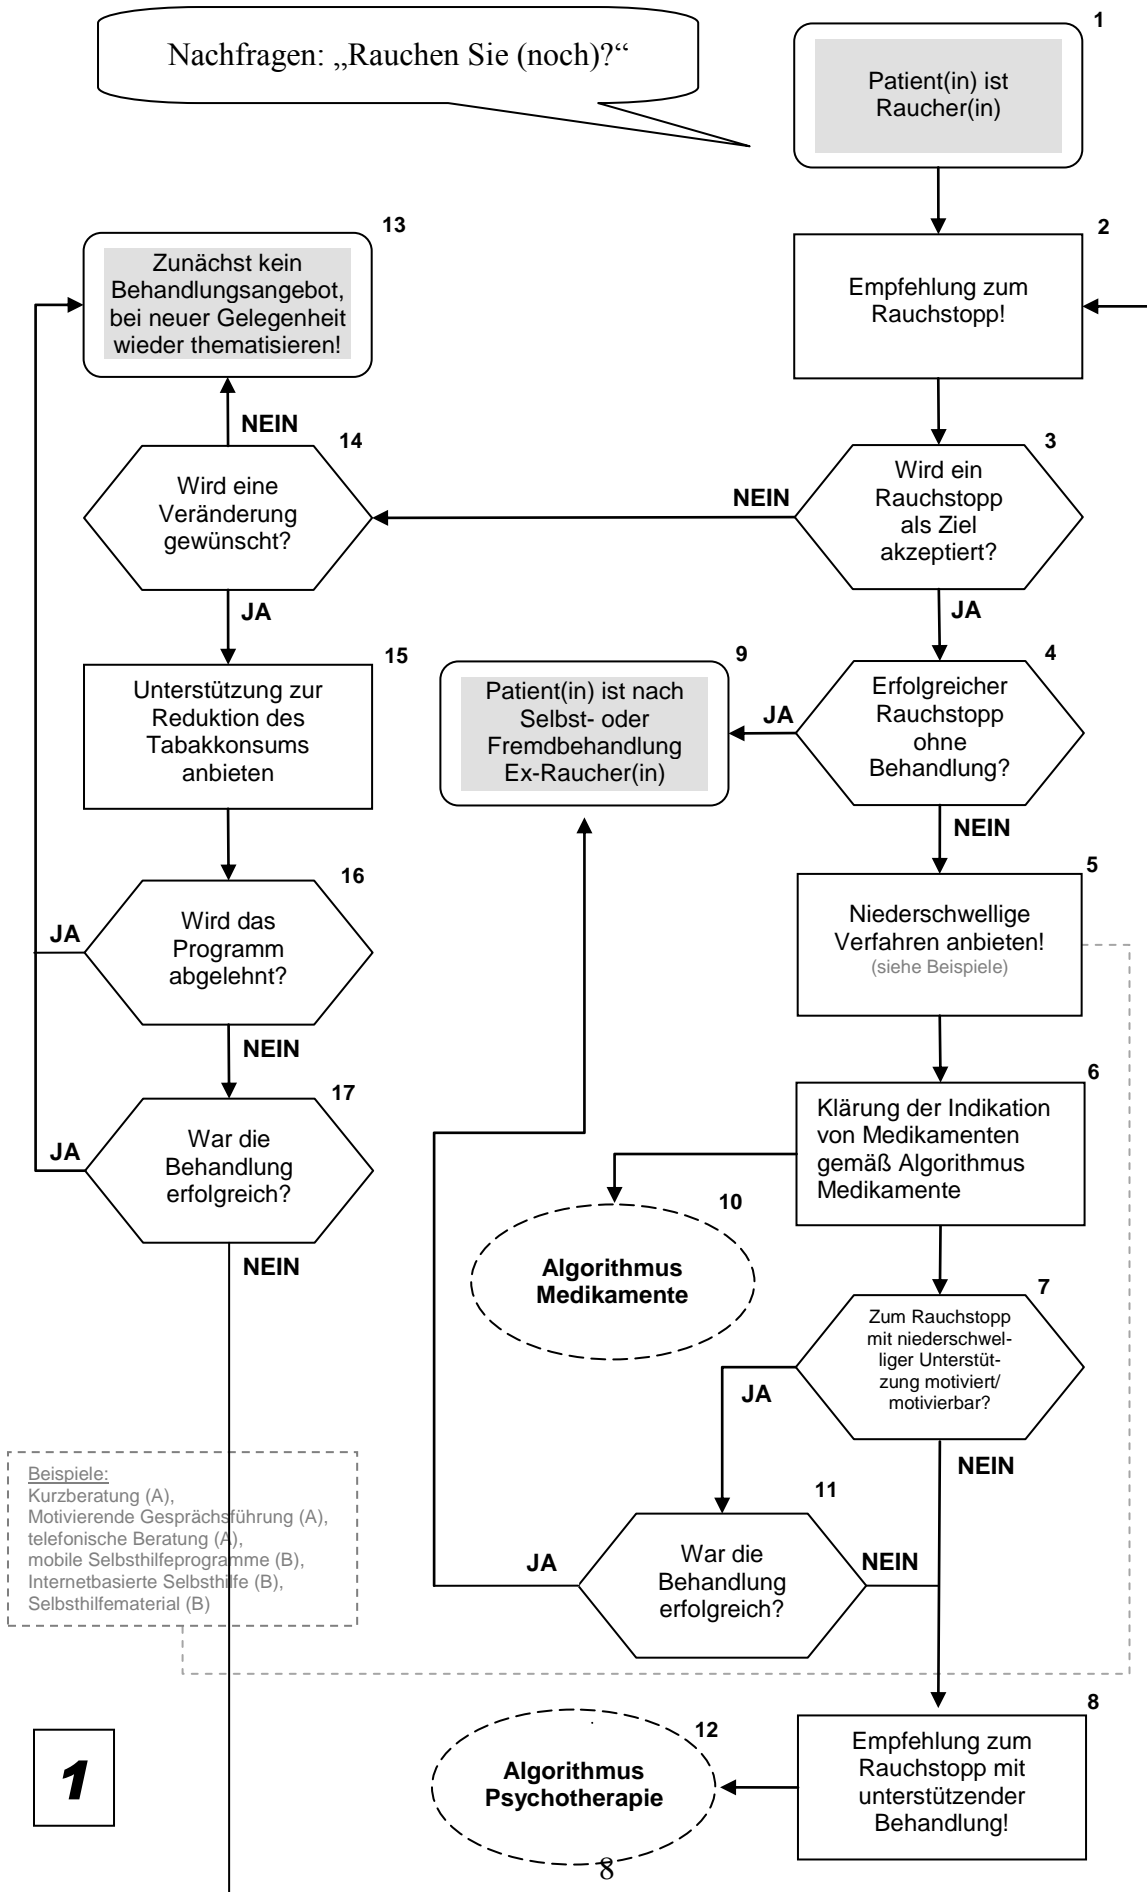 Nachfragen: „Rauchen Sie (noch)?“
1
Patient(in) ist
Raucher(in)
2
Empfehlung zum
Rauchstopp!
13
Zunächst kein
Behandlungsangebot,
bei neuer Gelegenheit
wieder thematisieren!
NEIN
14
Wird eine
Veränderung
gewünscht?
JA
3
Wird ein
Rauchstopp
als Ziel
akzeptiert?
NEIN
JA
15
Unterstützung zur
Reduktion des
Tabakkonsums
anbieten
9
Patient(in) ist nach
Selbst- oder
Fremdbehandlung
Ex-Raucher(in)
JA
4
Erfolgreicher
Rauchstopp
ohne
Behandlung?
NEIN
16
Wird das
Programm
abgelehnt?
JA
NEIN
5
Niederschwellige
Verfahren anbieten!
(siehe Beispiele)
17
War die
Behandlung
erfolgreich?
JA
NEIN
6
Klärung der Indikation
von Medikamenten
gemäß Algorithmus
Medikamente
10
Algorithmus
Medikamente
7
Zum Rauchstopp
mit niederschwel-
liger Unterstüt-
zung motiviert/
motivierbar?
JA
NEIN
Beispiele:
Kurzberatung (A),
Motivierende Gesprächsführung (A),
telefonische Beratung (A),
mobile Selbsthilfeprogramme (B),
Internetbasierte Selbsthilfe (B),
Selbsthilfematerial (B)
11
War die
Behandlung
erfolgreich?
JA
NEIN
8
Empfehlung zum
Rauchstopp mit
unterstützender
Behandlung!
12
Algorithmus
Psychotherapie
1
8